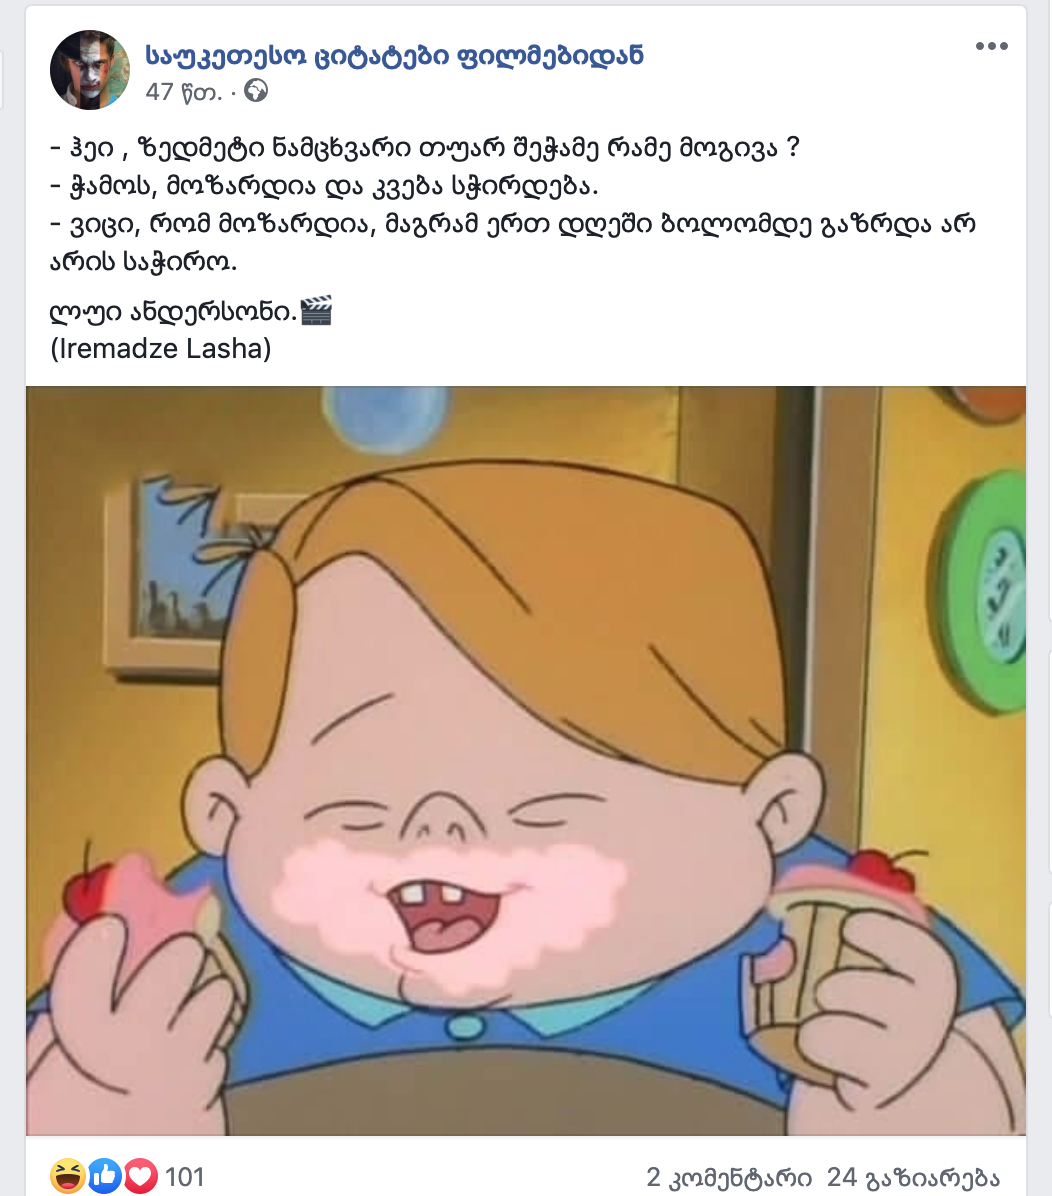 საუკეთესო ციტატები ფილმებიდან
47 წთ. ·
- ჰეი , ზედმეტი ნამცხვარი თუარ შეჭამე რამე მოგივა ?
- ჭამოს, მოზარდია და კვება სჭირდება.
- ვიცი, რომ მოზარდია, მაგრამ ერთ დღეში ბოლომდე გაზრდა არ
არის საჭირო.
ლუი ანდერსონი.🎬
(Iremadze Lasha)
101
2 კომენტარი 24 გაზიარება